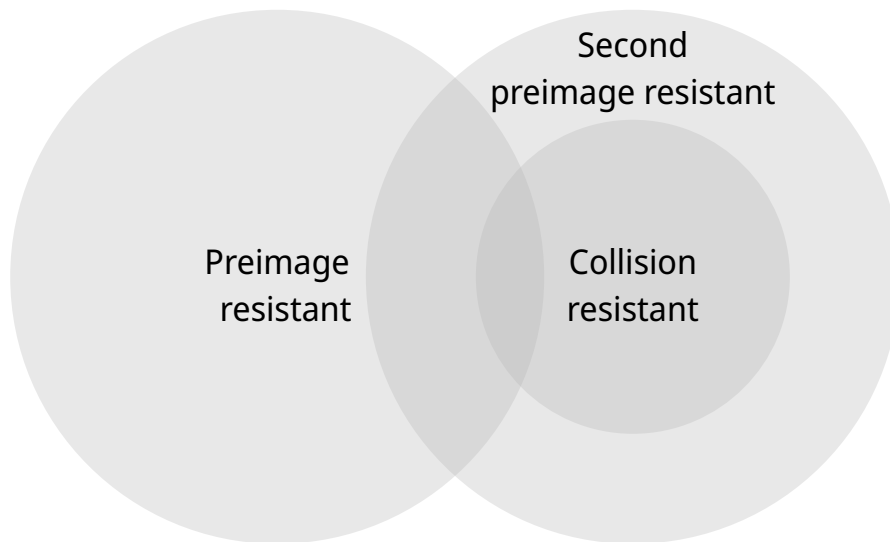 Second
preimage resistant
Preimage
resistant
Collision
resistant